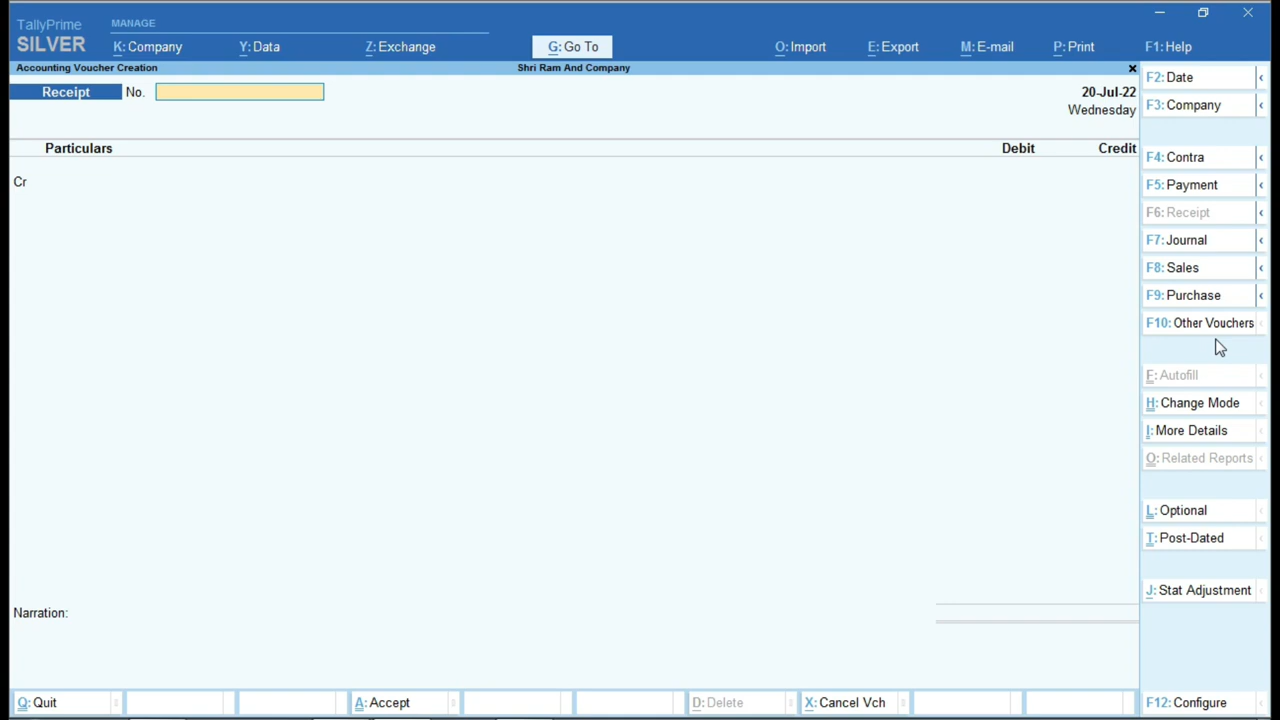 TallyPrime
SILVER
MANAGE
K: Company
Y: Data
Z: Exchange
G: Go To
O: Import
E: Export
M: E-mail
P: Print
F1: Help
Accounting Voucher Creation
Shri Ram And Company
Receipt No.
20-Jul-22
Wednesday
Particulars
Debit
Credit
Cr
Narration:
F2: Date
F3: Company
F4: Contra
F5: Payment
F6: Receipt
F7: Journal
F8: Sales
F9: Purchase
F10: Other Vouchers
F: Autofill
H: Change Mode
I: More Details
O: Related Reports
L: Optional
T: Post-Dated
J: Stat Adjustment
Q: Quit
A: Accept
D: Delete
X: Cancel Vch
F12: Configure